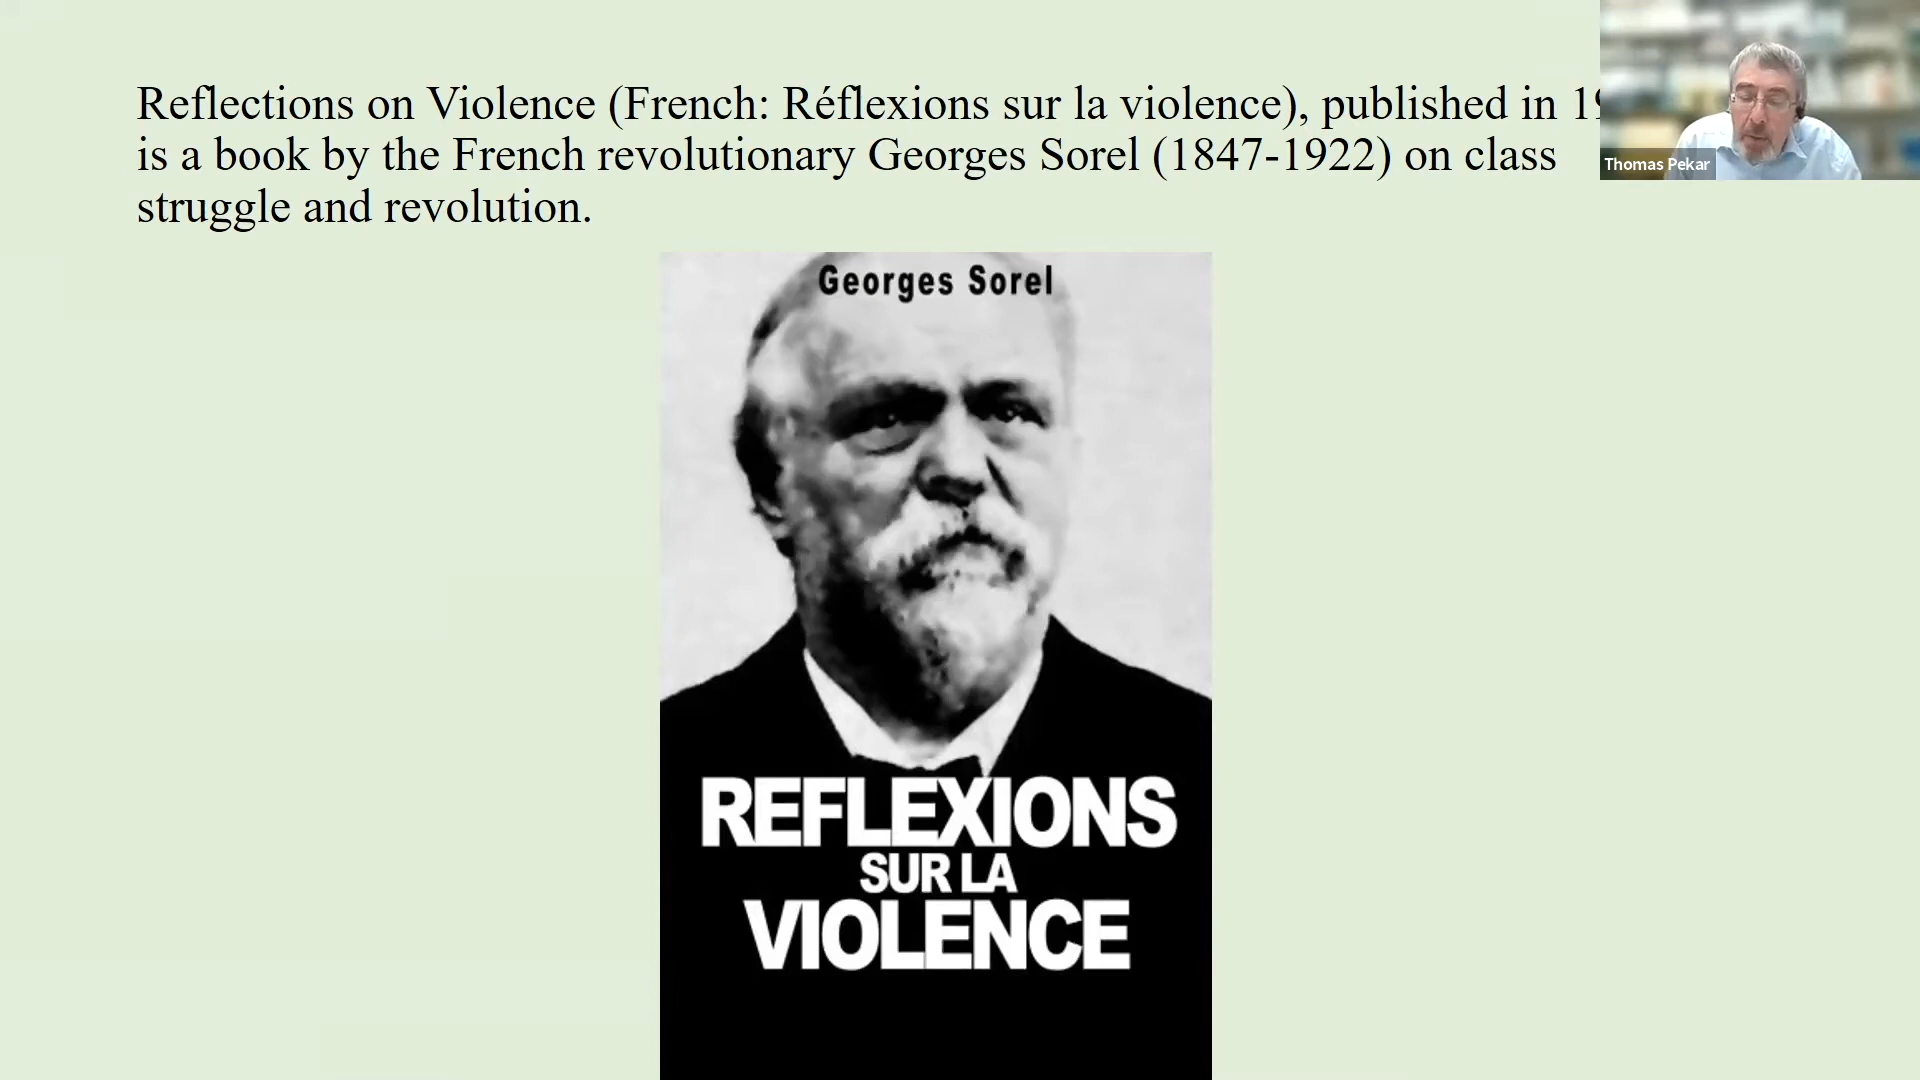 Reflections on Violence (French: Réflexions sur la violence), published in
is a book by the French revolutionary Georges Sorel (1847-1922) on class
struggle and revolution.
Thomas Pekar
Georges Sorel
REFLEXIONS
SUR LA
VIOLENCE